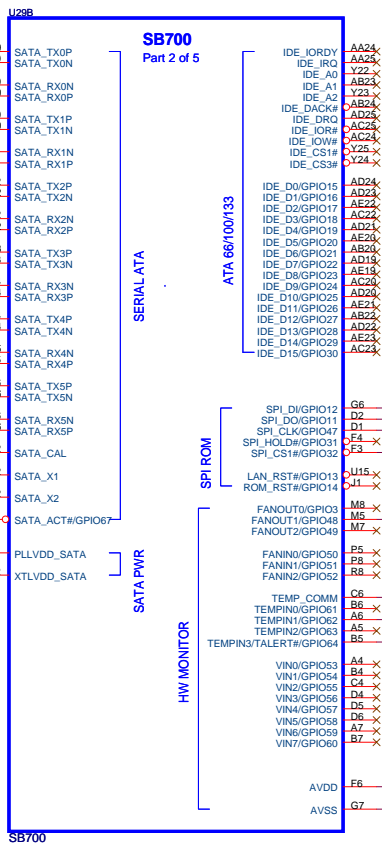 U29B
SB700
Part 2 of 5
SATA_TX0P
SATA_TX0N
SATA_RX0N
SATA_RX0P
SATA_TX1P
SATA_TX1N
SATA_RX1N
SATA_RX1P
SATA_TX2P
SATA_TX2N
SATA_RX2N
SATA_RX2P
SATA_TX3P
SATA_TX3N
SATA_RX3N
SATA_RX3P
SATA_TX4P
SATA_TX4N
SATA_RX4N
SATA_RX4P
SATA_TX5P
SATA_TX5N
SATA_RX5N
SATA_RX5P
SATA_CAL
SATA_X1
SATA_X2
SATA_ACT#/GPIO67
PLLVDD_SATA
XTLVDD_SATA
SERIAL ATA
SATA PWR
ATA 66/100/133
SPI ROM
HW MONITOR
IDE_IORDY AA24
IDE_IRQ AA25
IDE_A0 Y22
IDE_A1 AB23
IDE_A2 Y23
IDE_DACK# AB24
IDE_DRQ AD25
IDE_IOR# AC25
IDE_IOW# AC24
IDE_CS1# Y25
IDE_CS3# Y24
IDE_D0/GPIO15 AD24
IDE_D1/GPIO16 AD23
IDE_D2/GPIO17 AE22
IDE_D3/GPIO18 AC22
IDE_D4/GPIO19 AD21
IDE_D5/GPIO20 AE20
IDE_D6/GPIO21 AB20
IDE_D7/GPIO22 AD19
IDE_D8/GPIO23 AE19
IDE_D9/GPIO24 AC20
IDE_D10/GPIO25 AD20
IDE_D11/GPIO26 AE21
IDE_D12/GPIO27 AB22
IDE_D13/GPIO28 AD22
IDE_D14/GPIO29 AE23
IDE_D15/GPIO30 AC23
SPI_DI/GPIO12 G6
SPI_DO/GPIO11 D2
SPI_CLK/GPIO47 D1
SPI_HOLD#/GPIO31 F4
SPI_CS1#/GPIO32 F3
LAN_RST#/GPIO13 U15
ROM_RST#/GPIO14 J1
FANOUT0/GPIO3 M8
FANOUT1/GPIO48 M5
FANOUT2/GPIO49 M7
FANIN0/GPIO50 P5
FANIN1/GPIO51 P8
FANIN2/GPIO52 R8
TEMP_COMM C6
TEMPIN0/GPIO61 B6
TEMPIN1/GPIO62 A6
TEMPIN2/GPIO63 A5
TEMPIN3/TALERT#/GPIO64 B5
VIN0/GPIO53 A4
VIN1/GPIO54 B4
VIN2/GPIO55 C4
VIN3/GPIO56 D4
VIN4/GPIO57 D5
VIN5/GPIO58 D6
VIN6/GPIO59 A7
VIN7/GPIO60 B7
AVDD F6
AVSS G7
SB700